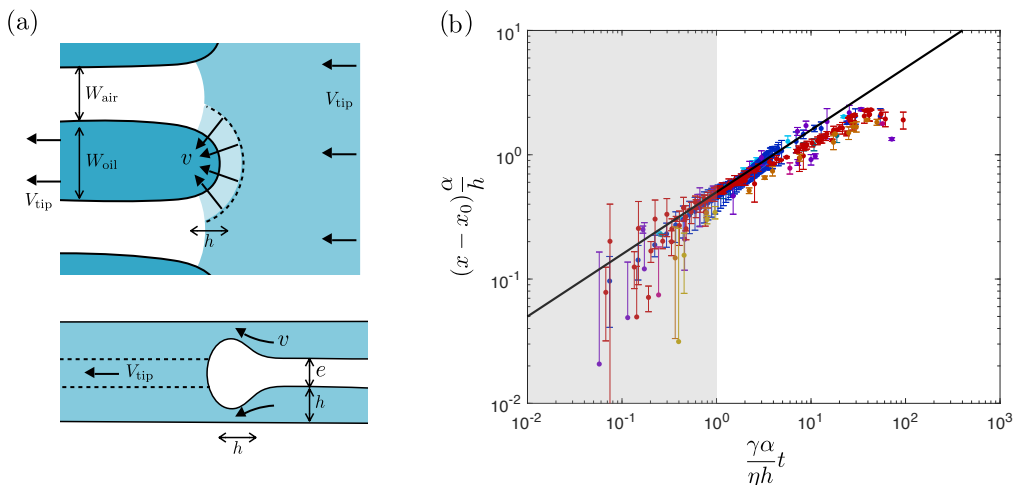 (a)
W_air
W_oil
V_tip
v
V_tip
h
v
V_tip
e
h
h
(b)
10^1
10^0
10^-1
10^-2
(x − x_0) α/h
10^-2 10^-1 10^0 10^1 10^2 10^3
γα/ηh t